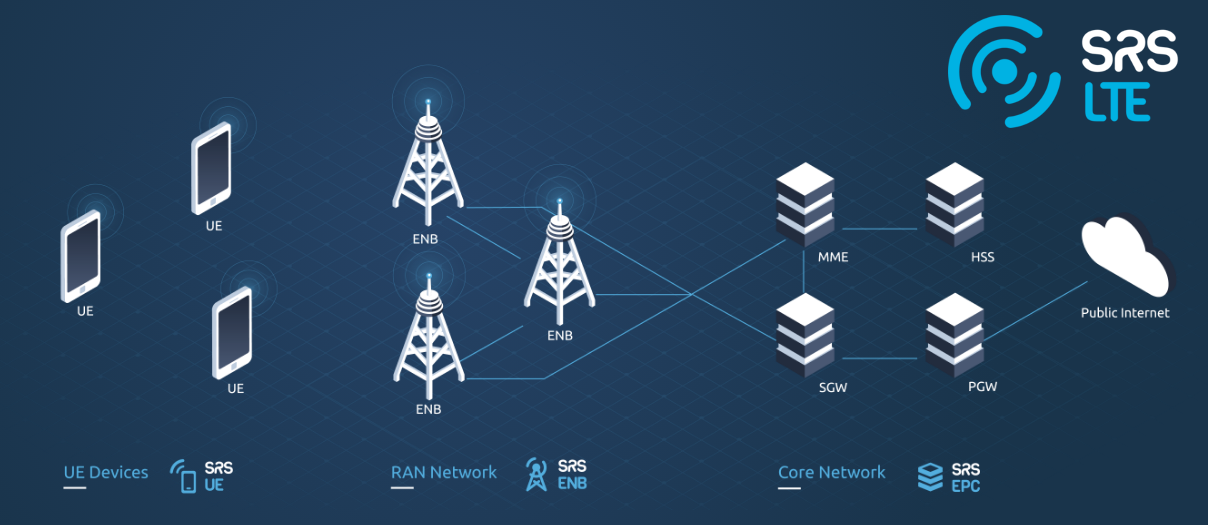 SRS
LTE
UE
UE
UE
ENB
ENB
ENB
MME
HSS
SGW
PGW
Public Internet
UE Devices
SRS
UE
RAN Network
SRS
ENB
Core Network
SRS
EPC